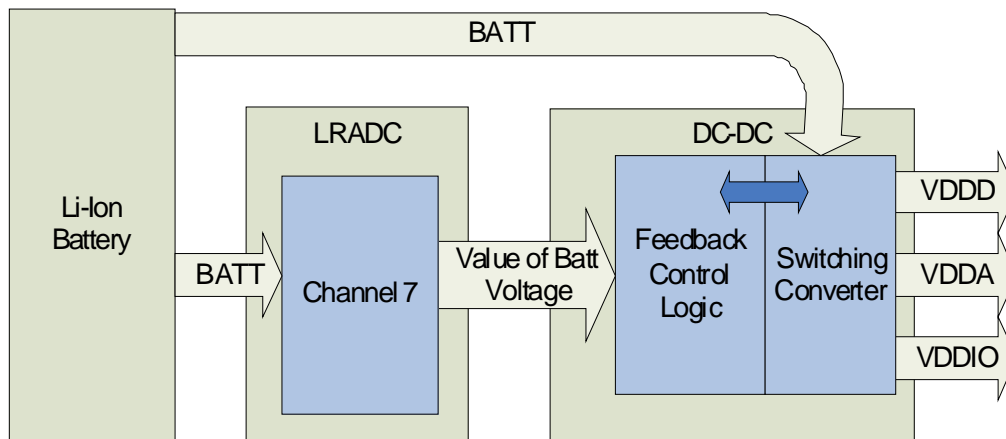 BATT
LRADC
DC-DC
Li-Ion
Battery
BATT
Channel 7
Value of Batt
Voltage
Feedback
Control
Logic
Switching
Converter
VDDD
VDDA
VDDIO